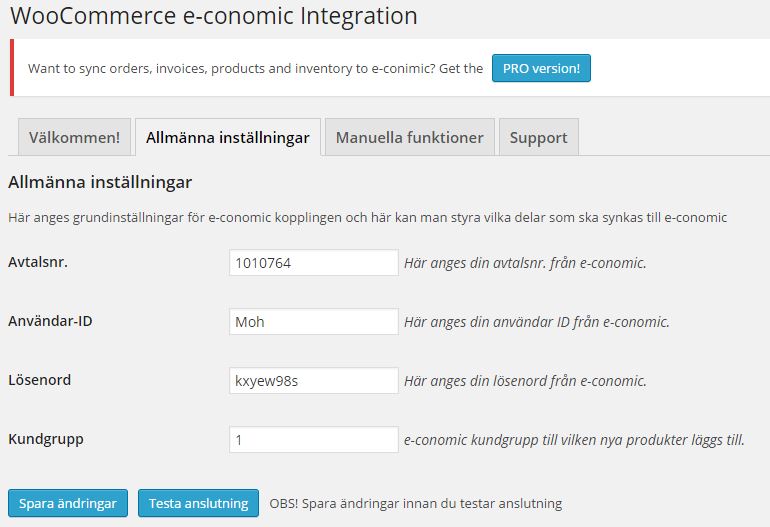 WooCommerce e-conomic Integration
Want to sync orders, invoices, products and inventory to e-conimic? Get the PRO version!
Välkommen! Allmänna inställningar Manuella funktioner Support
Allmänna inställningar
Här anges grundinställningar för e-conomic kopplingen och här kan man styra vilka delar som ska synkas till e-conomic
Avtalsnr. 1010764 Här anges din avtalsnr. från e-conomic.
Användar-ID Moh Här anges din användar ID från e-conomic.
Lösenord kxyew98s Här anges din lösenord från e-conomic.
Kundgrupp 1 e-conomic kundgrupp till vilken nya produkter läggs till.
Spara ändringar Testa anslutning OBS! Spara ändringar innan du testar anslutning